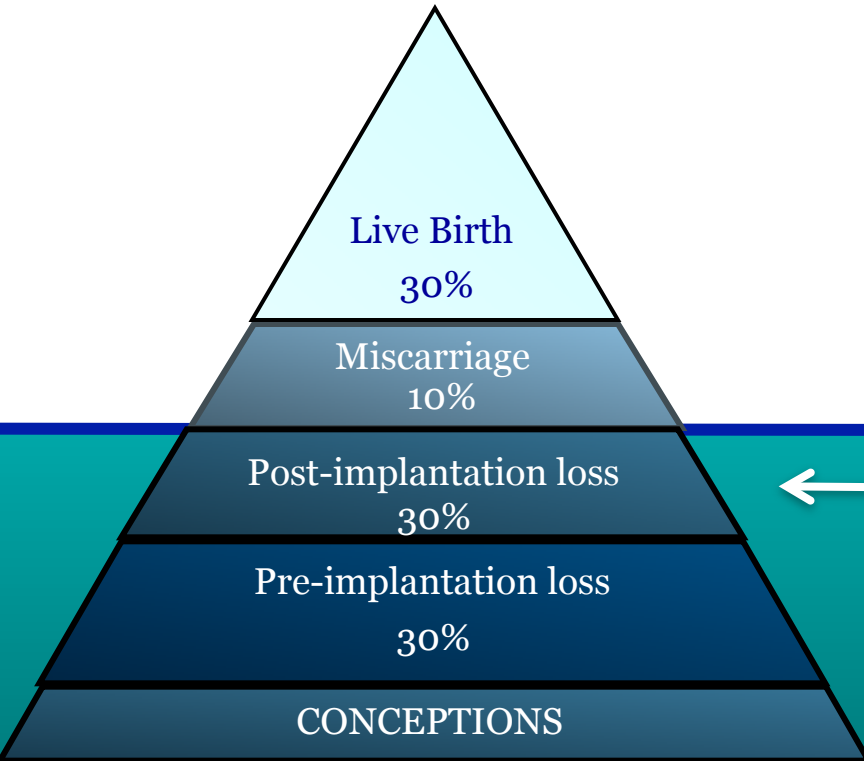 Live Birth
30%
Miscarriage
10%
Post-implantation loss
30%
Pre-implantation loss
30%
CONCEPTIONS